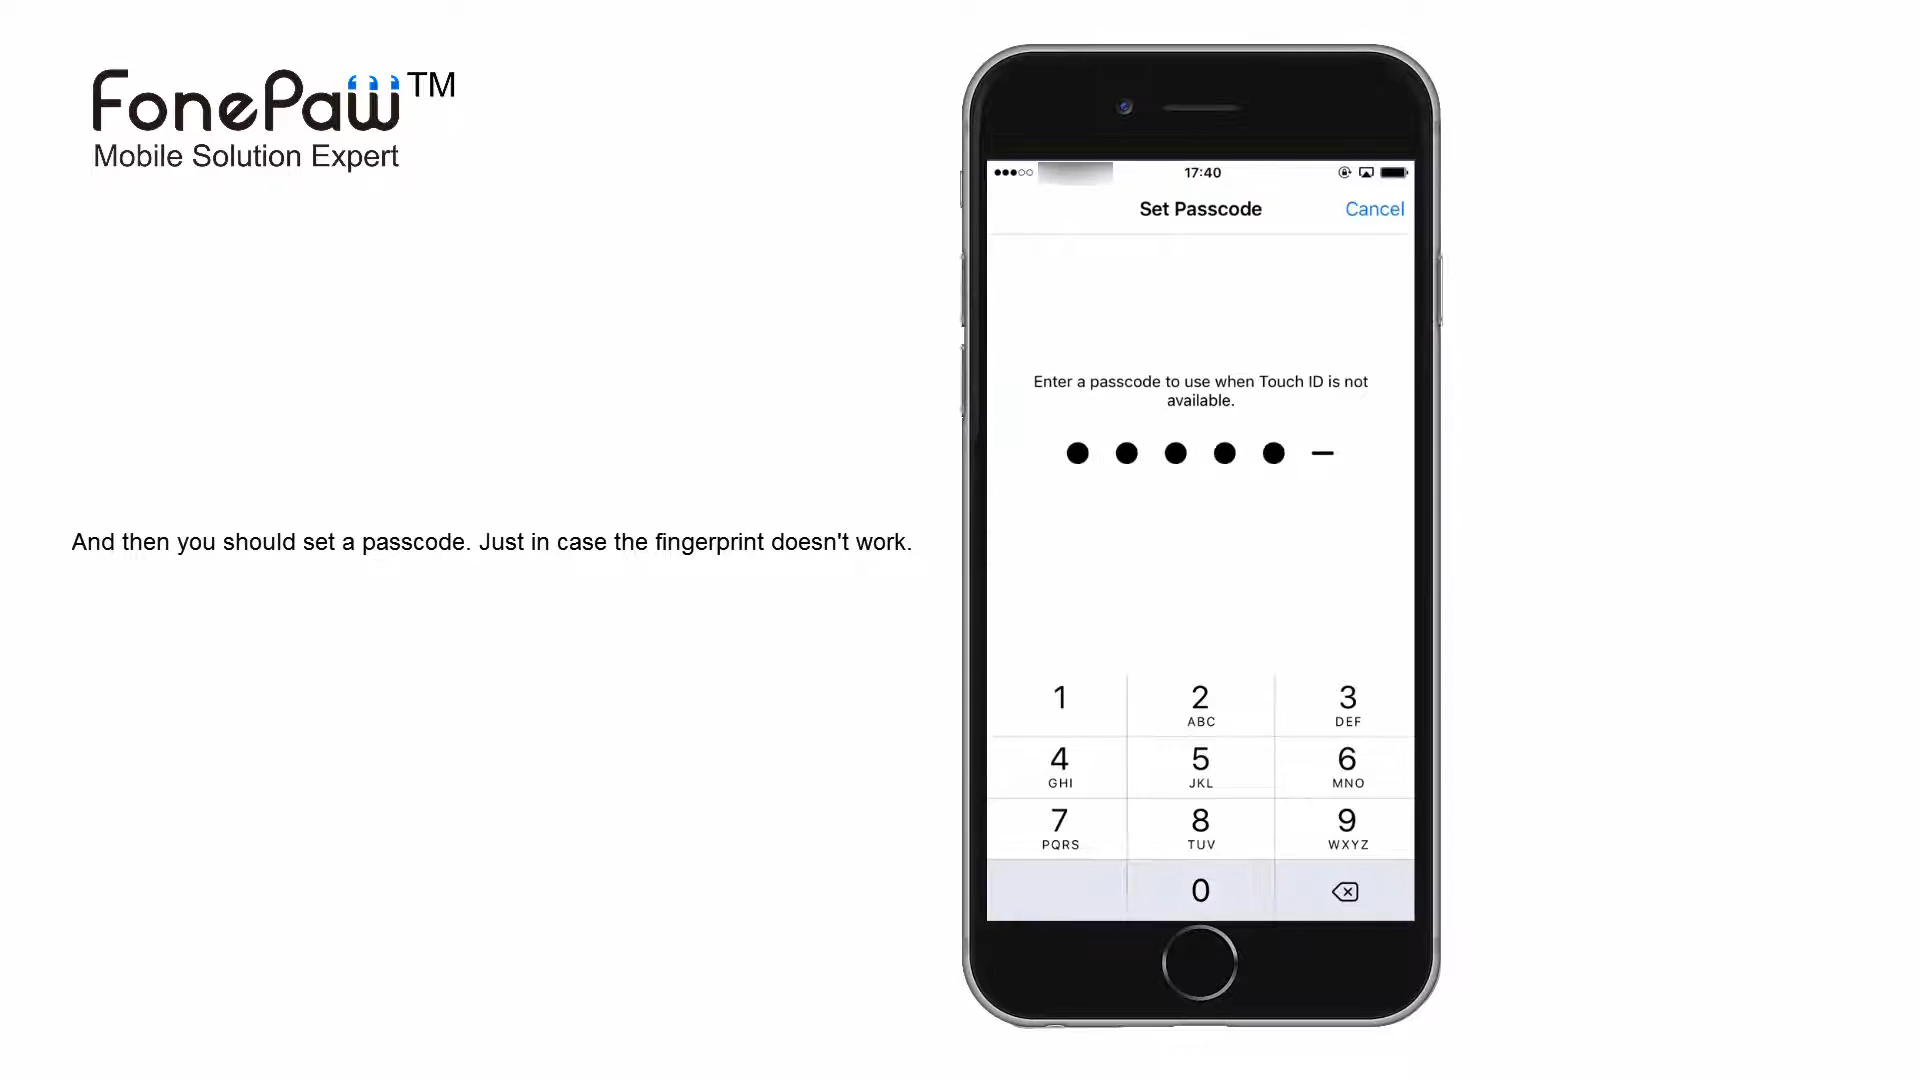 FonePaw™
Mobile Solution Expert
And then you should set a passcode. Just in case the fingerprint doesn't work.
17:40
Set Passcode
Cancel
Enter a passcode to use when Touch ID is not
available.
1
2
3
ABC
DEF
4
5
6
GHI
JKL
MNO
7
8
9
PQRS
TUV
WXYZ
0